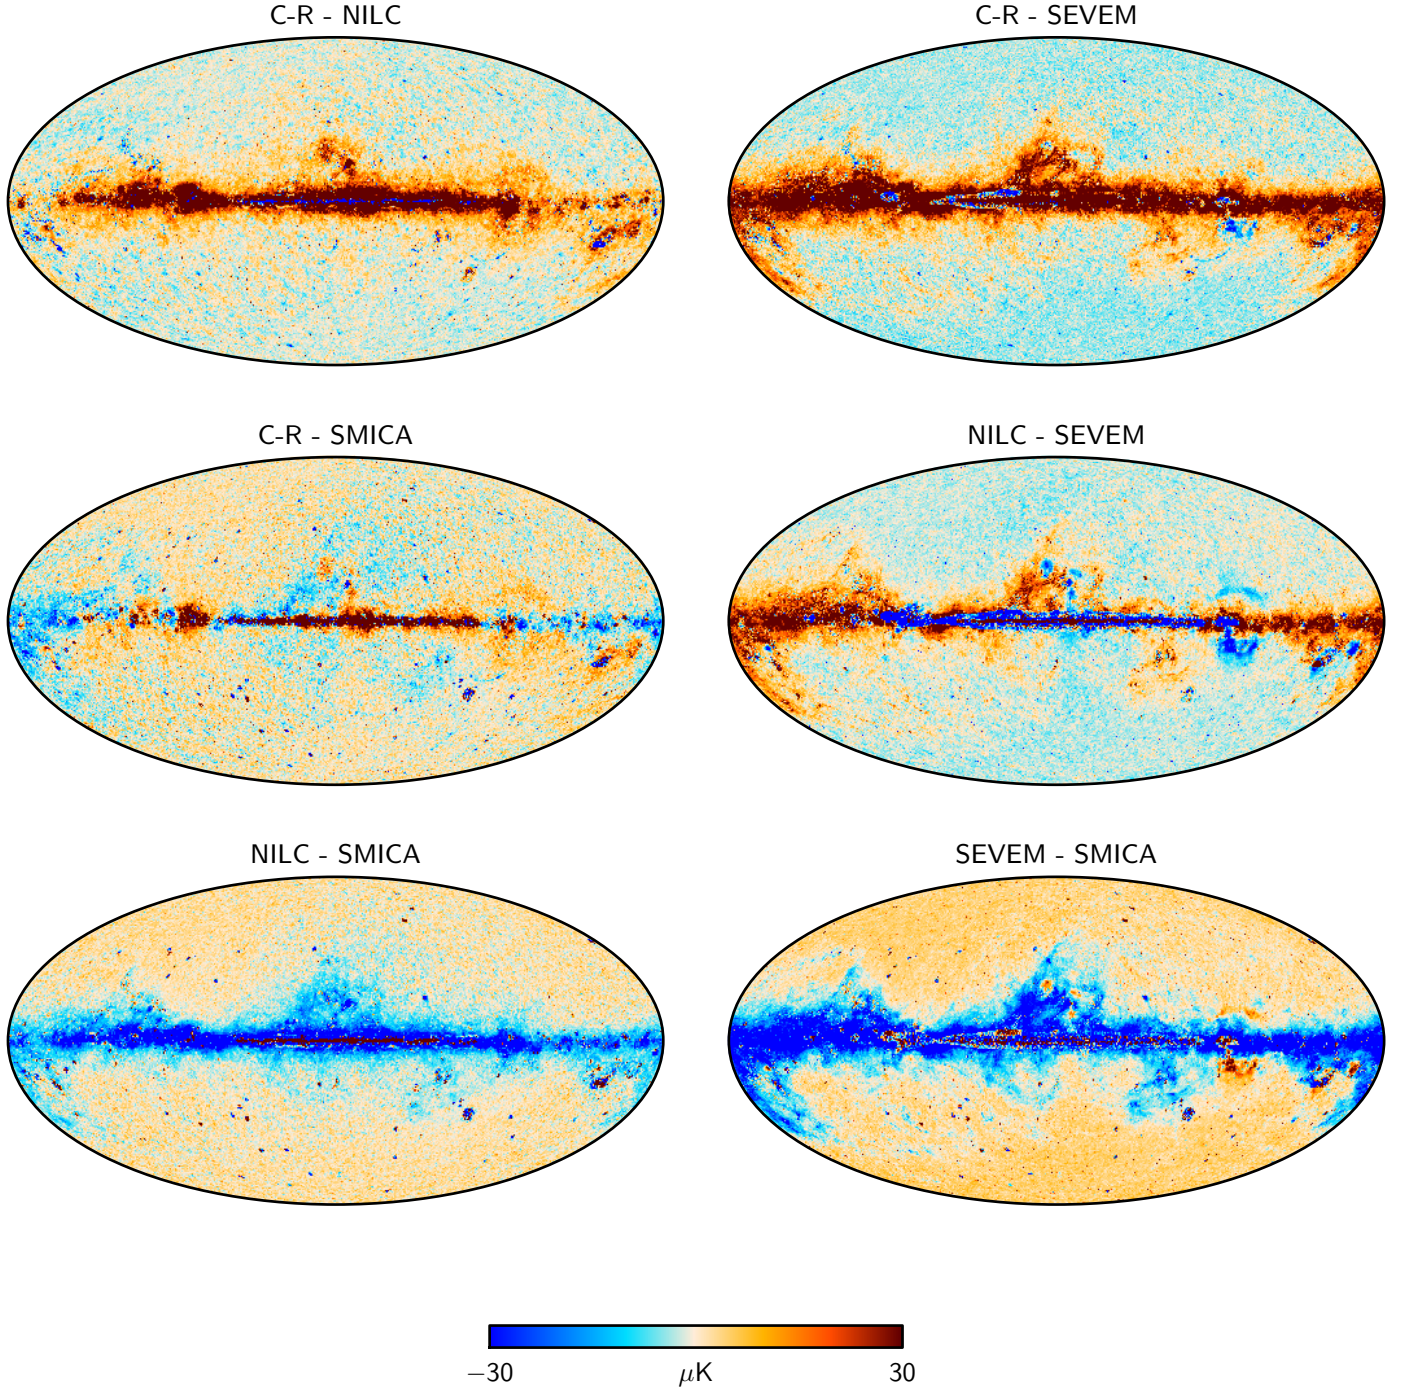 C-R - NILC
C-R - SEVEM
C-R - SMICA
NILC - SEVEM
NILC - SMICA
SEVEM - SMICA
−30 μK 30